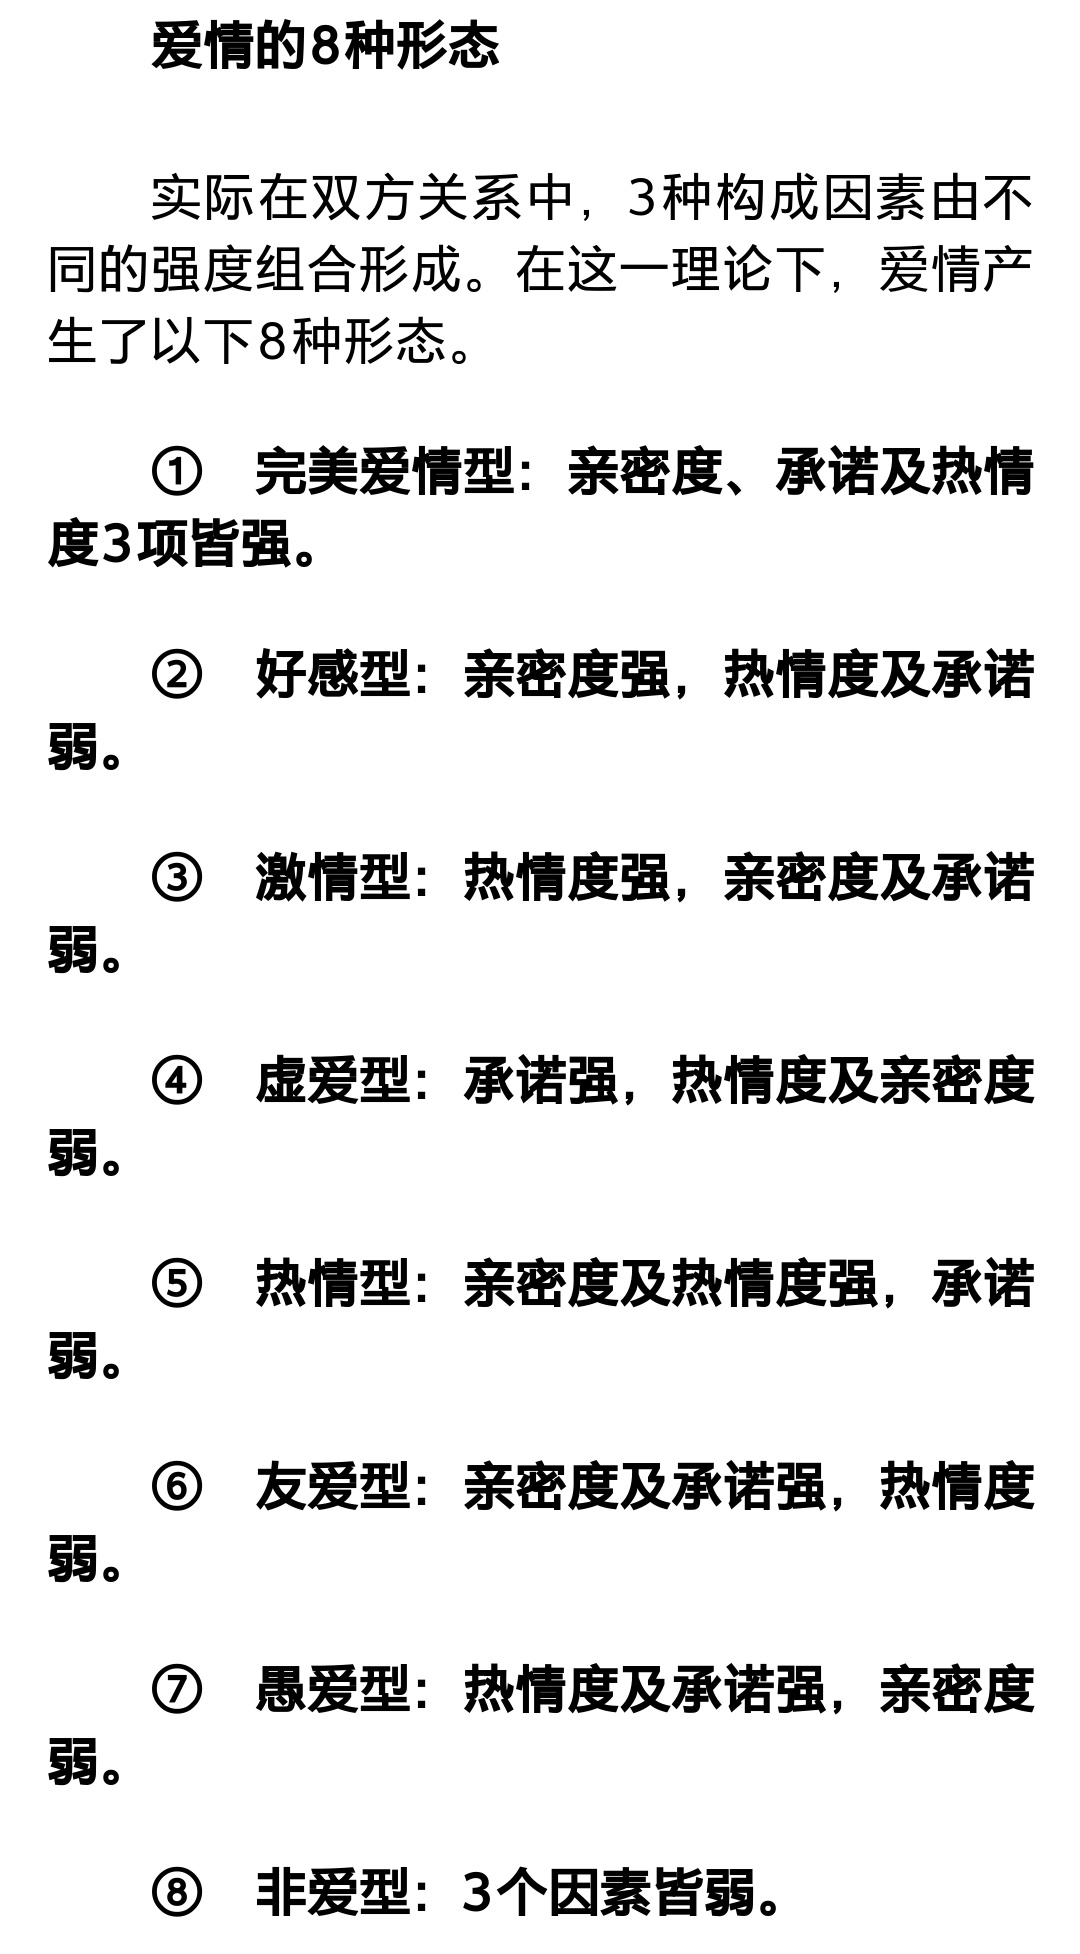 爱情的8种形态
实际在双方关系中，3种构成因素由不
同的强度组合形成。在这一理论下，爱情产
生了以下8种形态。
① 完美爱情型：亲密度、承诺及热情
度3项皆强。
② 好感型：亲密度强，热情度及承诺
弱。
③ 激情型：热情度强，亲密度及承诺
弱。
④ 虚爱型：承诺强，热情度及亲密度
弱。
⑤ 热情型：亲密度及热情度强，承诺
弱。
⑥ 友爱型：亲密度及承诺强，热情度
弱。
⑦ 愚爱型：热情度及承诺强，亲密度
弱。
⑧ 非爱型：3个因素皆弱。